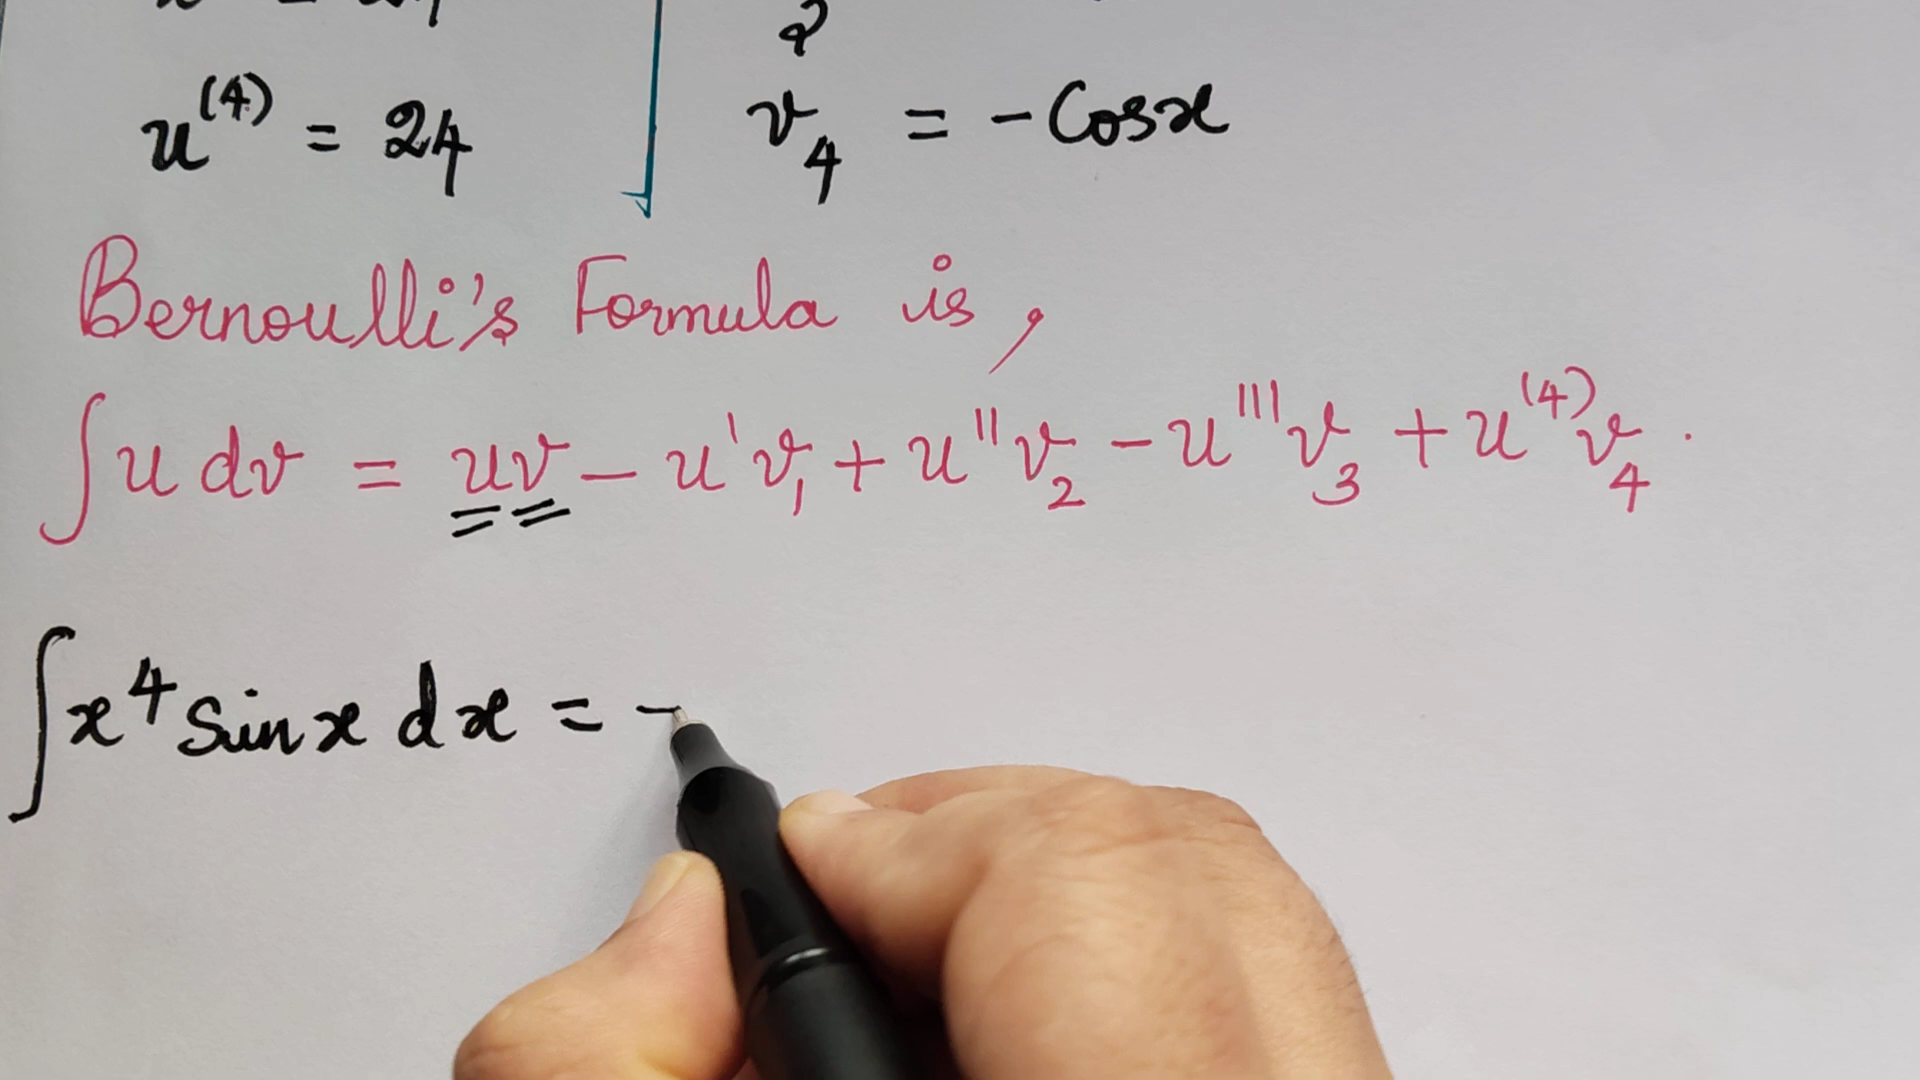 u⁽⁴⁾ = 24
v₄ = -Cosx
Bernoulli's Formula is,
∫u dv = uv - u'v₁ + u''v₂ - u'''v₃ + u⁽⁴⁾v₄.
∫x⁴ sinx dx = -